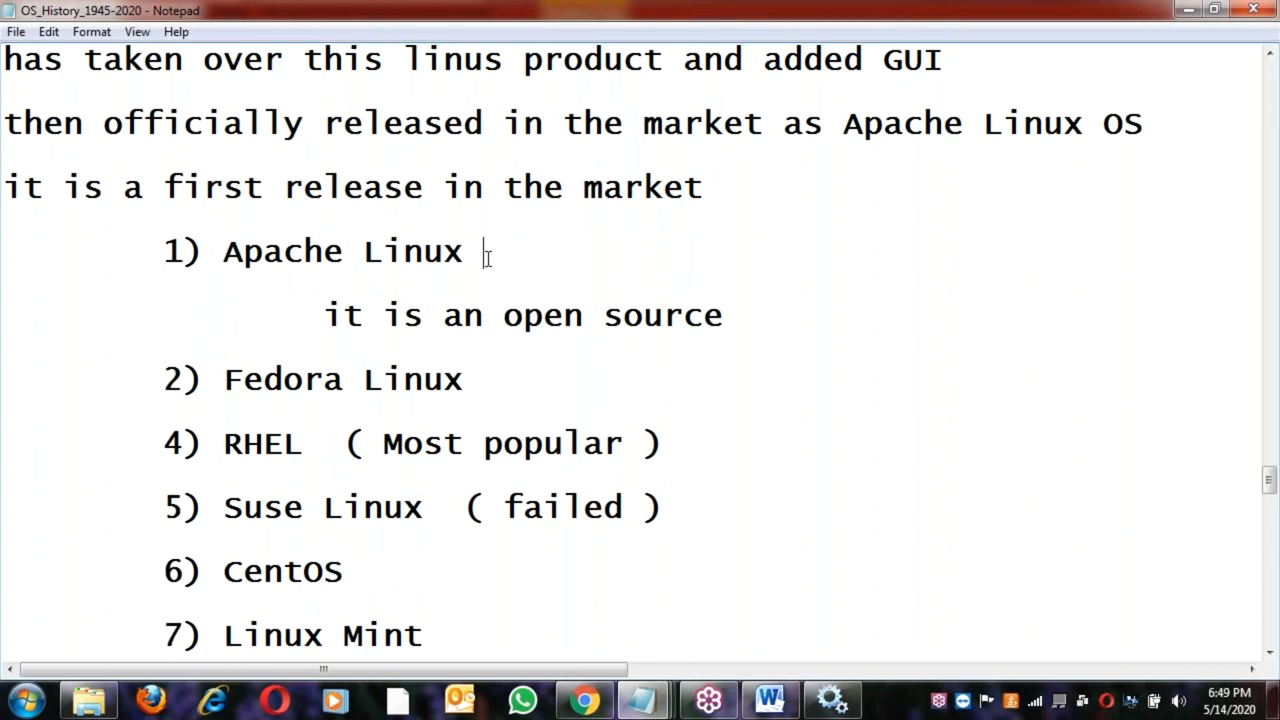 OS_History_1945-2020 - Notepad
File Edit Format View Help
has taken over this linus product and added GUI
then officially released in the market as Apache Linux OS
it is a first release in the market
1) Apache Linux
it is an open source
2) Fedora Linux
4) RHEL ( Most popular )
5) Suse Linux ( failed )
6) CentOS
7) Linux Mint
6:49 PM
5/14/2020